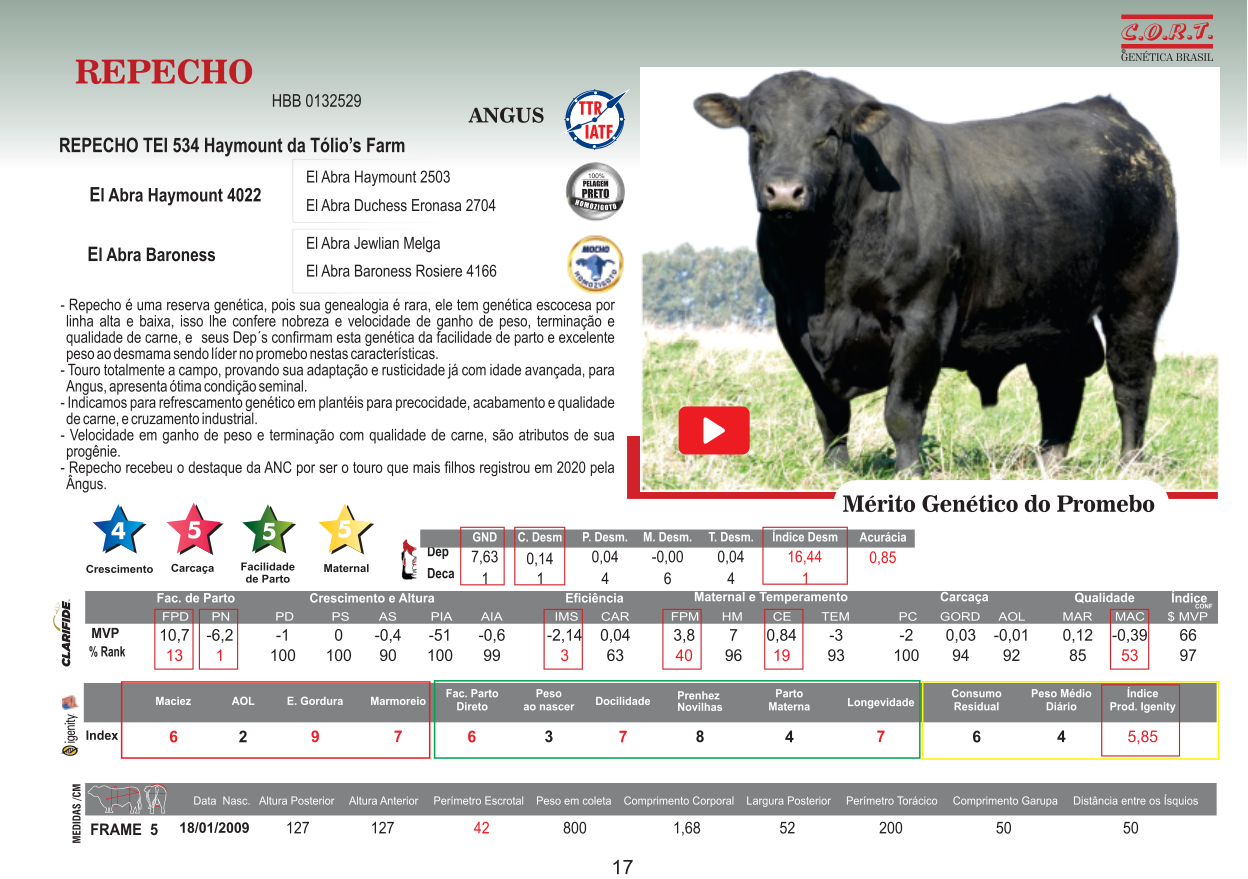 C.O.R.T.
GENÉTICA BRASIL
REPECHO
HBB 0132529
ANGUS
TTR
IATF
REPECHO TEI 534 Haymount da Tólio’s Farm
El Abra Haymount 4022
El Abra Haymount 2503
El Abra Duchess Eronasa 2704
100%
PELAGEM
PRETO
HOMOZIGOTO
El Abra Baroness
El Abra Jewlian Melga
El Abra Baroness Rosiere 4166
MOCHO
HOMOZIGOTO
- Repecho é uma reserva genética, pois sua genealogia é rara, ele tem genética escocesa por
linha alta e baixa, isso lhe confere nobreza e velocidade de ganho de peso, terminação e
qualidade de carne, e seus Dep´s confirmam esta genética da facilidade de parto e excelente
peso ao desmama sendo líder no promebo nestas características.
- Touro totalmente a campo, provando sua adaptação e rusticidade já com idade avançada, para
Angus, apresenta ótima condição seminal.
- Indicamos para refrescamento genético em plantéis para precocidade, acabamento e qualidade
de carne, e cruzamento industrial.
- Velocidade em ganho de peso e terminação com qualidade de carne, são atributos de sua
progênie.
- Repecho recebeu o destaque da ANC por ser o touro que mais filhos registrou em 2020 pela
Ângus.
Mérito Genético do Promebo
4 5 5 5
Crescimento Carcaça Facilidade de Parto Maternal
GND C. Desm P. Desm. M. Desm. T. Desm. Índice Desm Acurácia
Dep 7,63 0,14 0,04 -0,00 0,04 16,44 0,85
Deca 1 1 4 6 4 1
CLARIFIDE
Fac. de Parto Crescimento e Altura Eficiência Maternal e Temperamento Carcaça Qualidade Índice
FPD PN PD PS AS PIA AIA IMS CAR FPM HM CE TEM PC GORD AOL MAR MAC $ MVP CONF
MVP 10,7 -6,2 -1 0 -0,4 -51 -0,6 -2,14 0,04 3,8 7 0,84 -3 -2 0,03 -0,01 0,12 -0,39 66
% Rank 13 1 100 100 90 100 99 3 63 40 96 19 93 100 94 92 85 53 97
igenity
Maciez AOL E. Gordura Marmoreio Fac. Parto Direto Peso ao nascer Docilidade Prenhez Novilhas Parto Materna Longevidade Consumo Residual Peso Médio Diário Índice Prod. Igenity
Index 6 2 9 7 6 3 7 8 4 7 6 4 5,85
MEDIDAS /CM
Data Nasc. Altura Posterior Altura Anterior Perímetro Escrotal Peso em coleta Comprimento Corporal Largura Posterior Perímetro Torácico Comprimento Garupa Distância entre os Ísquios
FRAME 5 18/01/2009 127 127 42 800 1,68 52 200 50 50
17